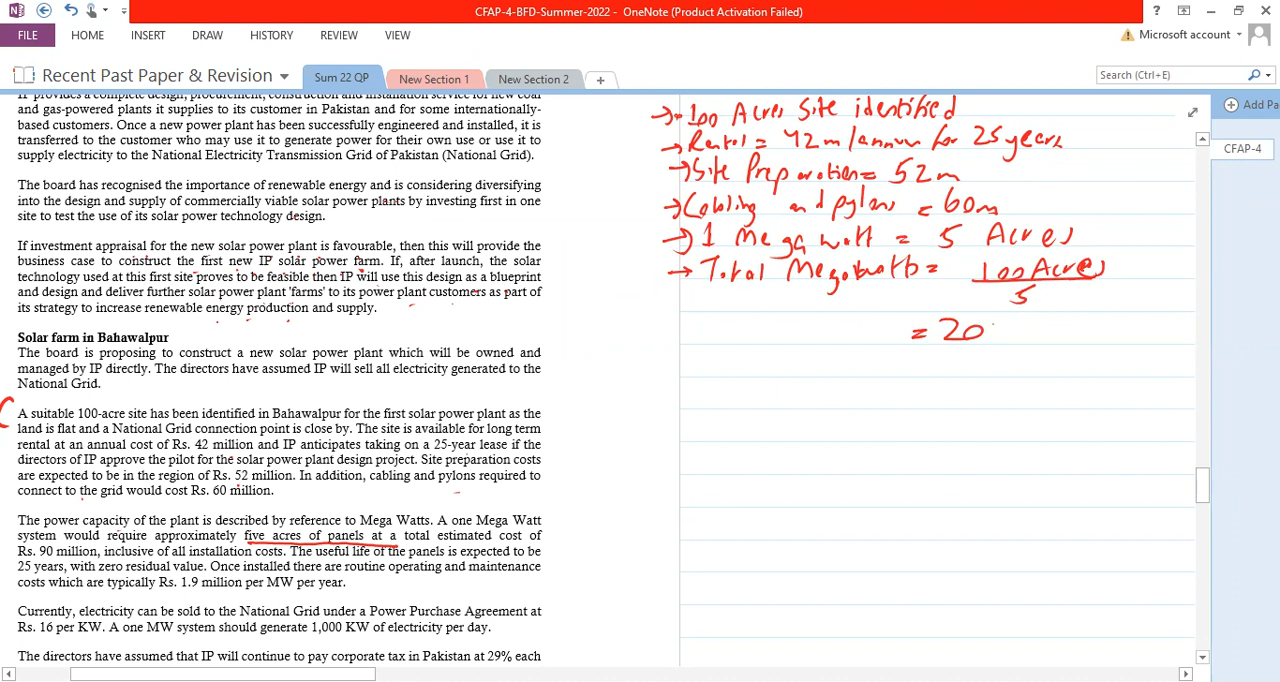 CFAP-4-BFD-Summer-2022 - OneNote (Product Activation Failed)
FILE HOME INSERT DRAW HISTORY REVIEW VIEW
Microsoft account
Recent Past Paper & Revision Sum 22 QP New Section 1 New Section 2
Search (Ctrl+E)
Add Pa
CFAP-4
IP provides a complete design, procurement, construction and installation service for new coal
and gas-powered plants it supplies to its customer in Pakistan and for some internationally-
based customers. Once a new power plant has been successfully engineered and installed, it is
transferred to the customer who may use it to generate power for their own use or use it to
supply electricity to the National Electricity Transmission Grid of Pakistan (National Grid).
The board has recognised the importance of renewable energy and is considering diversifying
into the design and supply of commercially viable solar power plants by investing first in one
site to test the use of its solar power technology design.
If investment appraisal for the new solar power plant is favourable, then this will provide the
business case to construct the first new IP solar power farm. If, after launch, the solar
technology used at this first site proves to be feasible then IP will use this design as a blueprint
and design and deliver further solar power plant 'farms' to its power plant customers as part of
its strategy to increase renewable energy production and supply.
Solar farm in Bahawalpur
The board is proposing to construct a new solar power plant which will be owned and
managed by IP directly. The directors have assumed IP will sell all electricity generated to the
National Grid.
A suitable 100-acre site has been identified in Bahawalpur for the first solar power plant as the
land is flat and a National Grid connection point is close by. The site is available for long term
rental at an annual cost of Rs. 42 million and IP anticipates taking on a 25-year lease if the
directors of IP approve the pilot for the solar power plant design project. Site preparation costs
are expected to be in the region of Rs. 52 million. In addition, cabling and pylons required to
connect to the grid would cost Rs. 60 million.
The power capacity of the plant is described by reference to Mega Watts. A one Mega Watt
system would require approximately five acres of panels at a total estimated cost of
Rs. 90 million, inclusive of all installation costs. The useful life of the panels is expected to be
25 years, with zero residual value. Once installed there are routine operating and maintenance
costs which are typically Rs. 1.9 million per MW per year.
Currently, electricity can be sold to the National Grid under a Power Purchase Agreement at
Rs. 16 per KW. A one MW system should generate 1,000 KW of electricity per day.
The directors have assumed that IP will continue to pay corporate tax in Pakistan at 29% each
→ 100 Acres Site identified
→ Rental = 42m/annum for 25 years
→ Site Preparation = 52m
→ Cabling and pylons = 60m
→ 1 Mega watt = 5 Acres
→ Total Megawatts = 100 Acres
5
= 20